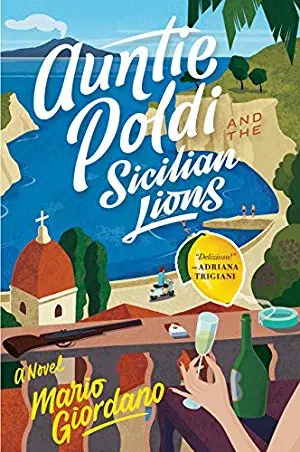 Auntie
Poldi
AND
THE
Sicilian
Lions
"Delizioso!"
—ADRIANA
TRIGIANI
A Novel
Mario
Giordano